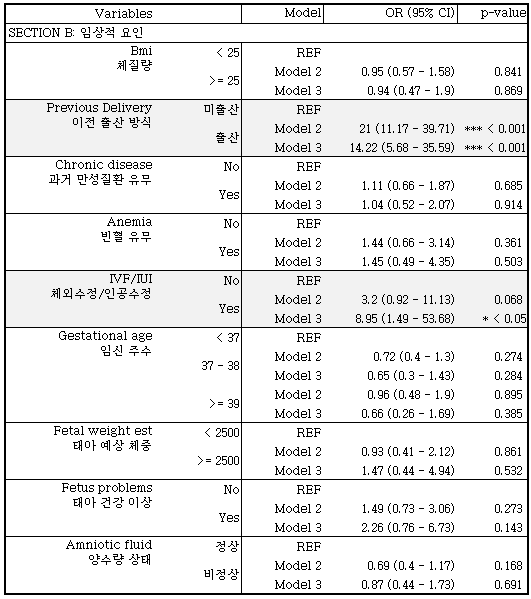 Variables Model OR (95% CI) p-value
SECTION B: 임상적 요인
Bmi < 25 REF
체질량 >= 25 Model 2 0.95 (0.57 - 1.58) 0.841
Model 3 0.94 (0.47 - 1.9) 0.869
Previous Delivery 미출산 REF
이전 출산 방식 출산 Model 2 21 (11.17 - 39.71) *** < 0.001
Model 3 14.22 (5.68 - 35.59) *** < 0.001
Chronic disease No REF
과거 만성질환 유무 Yes Model 2 1.11 (0.66 - 1.87) 0.685
Model 3 1.04 (0.52 - 2.07) 0.914
Anemia No REF
빈혈 유무 Yes Model 2 1.44 (0.66 - 3.14) 0.361
Model 3 1.45 (0.49 - 4.35) 0.503
IVF/IUI No REF
체외수정/인공수정 Yes Model 2 3.2 (0.92 - 11.13) 0.068
Model 3 8.95 (1.49 - 53.68) * < 0.05
Gestational age < 37 REF
임신 주수 37 - 38 Model 2 0.72 (0.4 - 1.3) 0.274
Model 3 0.65 (0.3 - 1.43) 0.284
>= 39 Model 2 0.96 (0.48 - 1.9) 0.895
Model 3 0.66 (0.26 - 1.69) 0.385
Fetal weight est < 2500 REF
태아 예상 체중 >= 2500 Model 2 0.93 (0.41 - 2.12) 0.861
Model 3 1.47 (0.44 - 4.94) 0.532
Fetus problems No REF
태아 건강 이상 Yes Model 2 1.49 (0.73 - 3.06) 0.273
Model 3 2.26 (0.76 - 6.73) 0.143
Amniotic fluid 정상 REF
양수량 상태 비정상 Model 2 0.69 (0.4 - 1.17) 0.168
Model 3 0.87 (0.44 - 1.73) 0.691